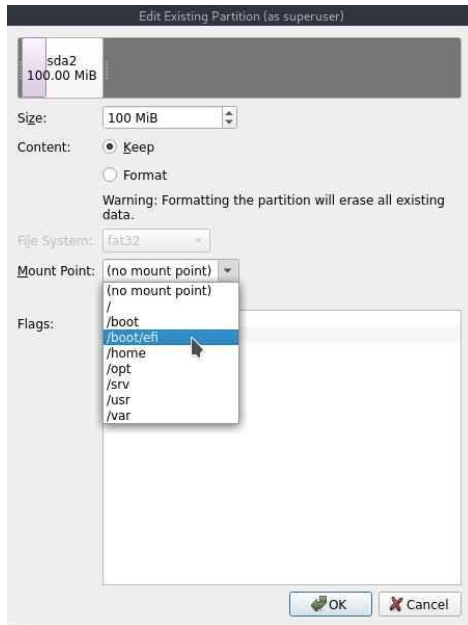 Edit Existing Partition (as superuser)
sda2
100.00 MiB
Size: 100 MiB
Content: Keep
Format
Warning: Formatting the partition will erase all existing
data.
File System: fat32
Mount Point: (no mount point)
(no mount point)
/
/boot
Flags:
/boot/efi
/home
/opt
/srv
/usr
/var
OK Cancel